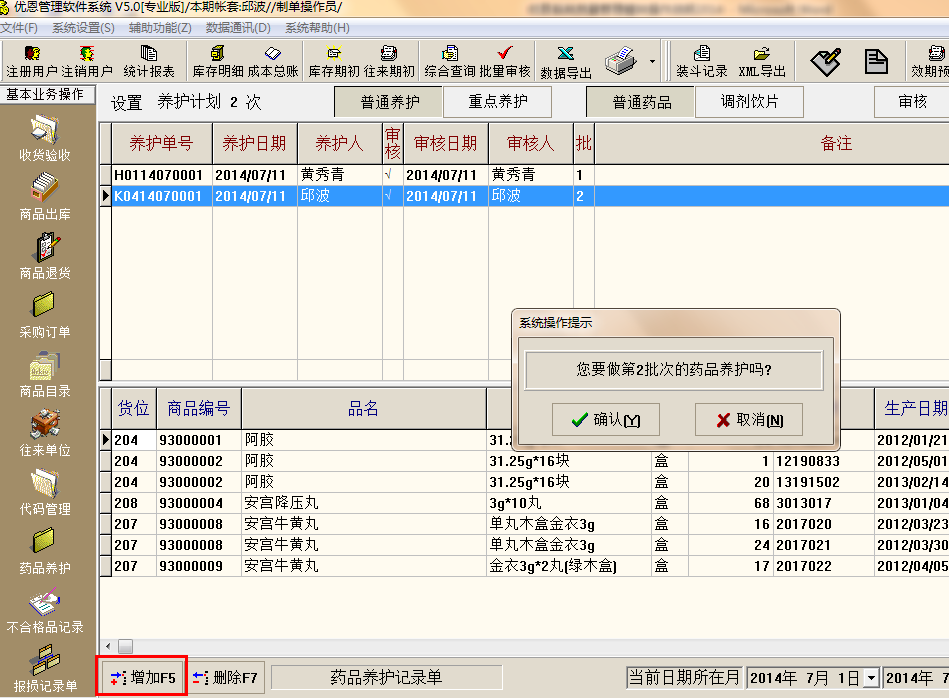 优恩管理软件系统 V5.0[专业版]/本期帐套:邱波//制单操作员/
文件(F) 系统设置(S) 辅助功能(Z) 数据通讯(D) 系统帮助(H)
注册用户 注销用户 统计报表 库存明细 成本总账 库存期初 往来期初 综合查询 批量审核 数据导出 装斗记录 XML导出 效期预
基本业务操作
设置 养护计划 2 次 普通养护 重点养护 普通药品 调剂饮片 审核
收货验收
商品出库
商品退货
采购订单
商品目录
往来单位
代码管理
药品养护
不合格品记录
报损记录单
养护单号 养护日期 养护人 审核 审核日期 审核人 批 备注
H0114070001 2014/07/11 黄秀青 √ 2014/07/11 黄秀青 1
K0414070001 2014/07/11 邱波 √ 2014/07/11 邱波 2
系统操作提示
您要做第2批次的药品养护吗?
确认(Y) 取消(N)
货位 商品编号 品名 生产日期
204 93000001 阿胶 31.2 2012/01/21
204 93000002 阿胶 31.25g*16块 盒 1 12190833 2012/05/01
204 93000002 阿胶 31.25g*16块 盒 20 13191502 2013/02/14
208 93000004 安宫降压丸 3g*10丸 盒 68 3013017 2013/01/04
207 93000008 安宫牛黄丸 单丸木盒金衣3g 盒 16 2017020 2012/03/23
207 93000008 安宫牛黄丸 单丸木盒金衣3g 盒 24 2017021 2012/03/30
207 93000009 安宫牛黄丸 金衣3g*2丸(绿木盒) 盒 17 2017022 2012/04/05
增加F5 删除F7 药品养护记录单 当前日期所在月 2014年 7月 1日 2014年 7